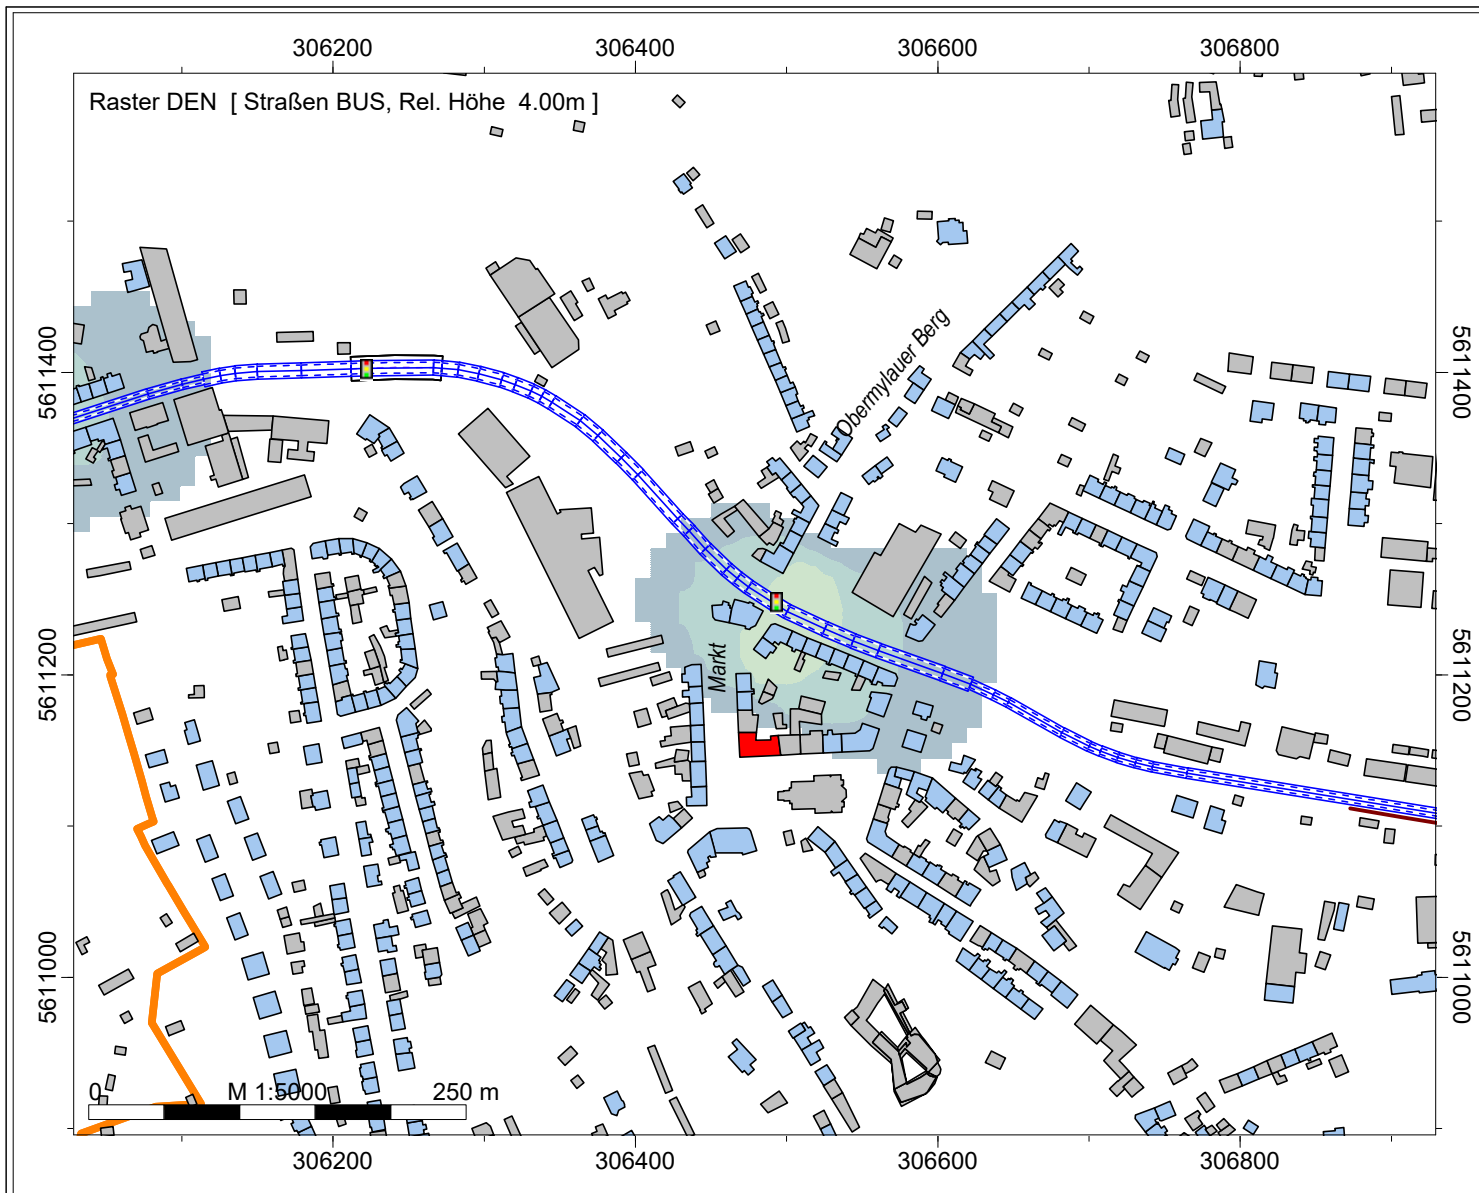 306200 306400 306600 306800
Raster DEN [ Straßen BUS, Rel. Höhe 4.00m ]
Obermylauer Berg
5611400 5611400
Markt
5611200 5611200
5611000 5611000
0 M 1:5000 250 m
306200 306400 306600 306800